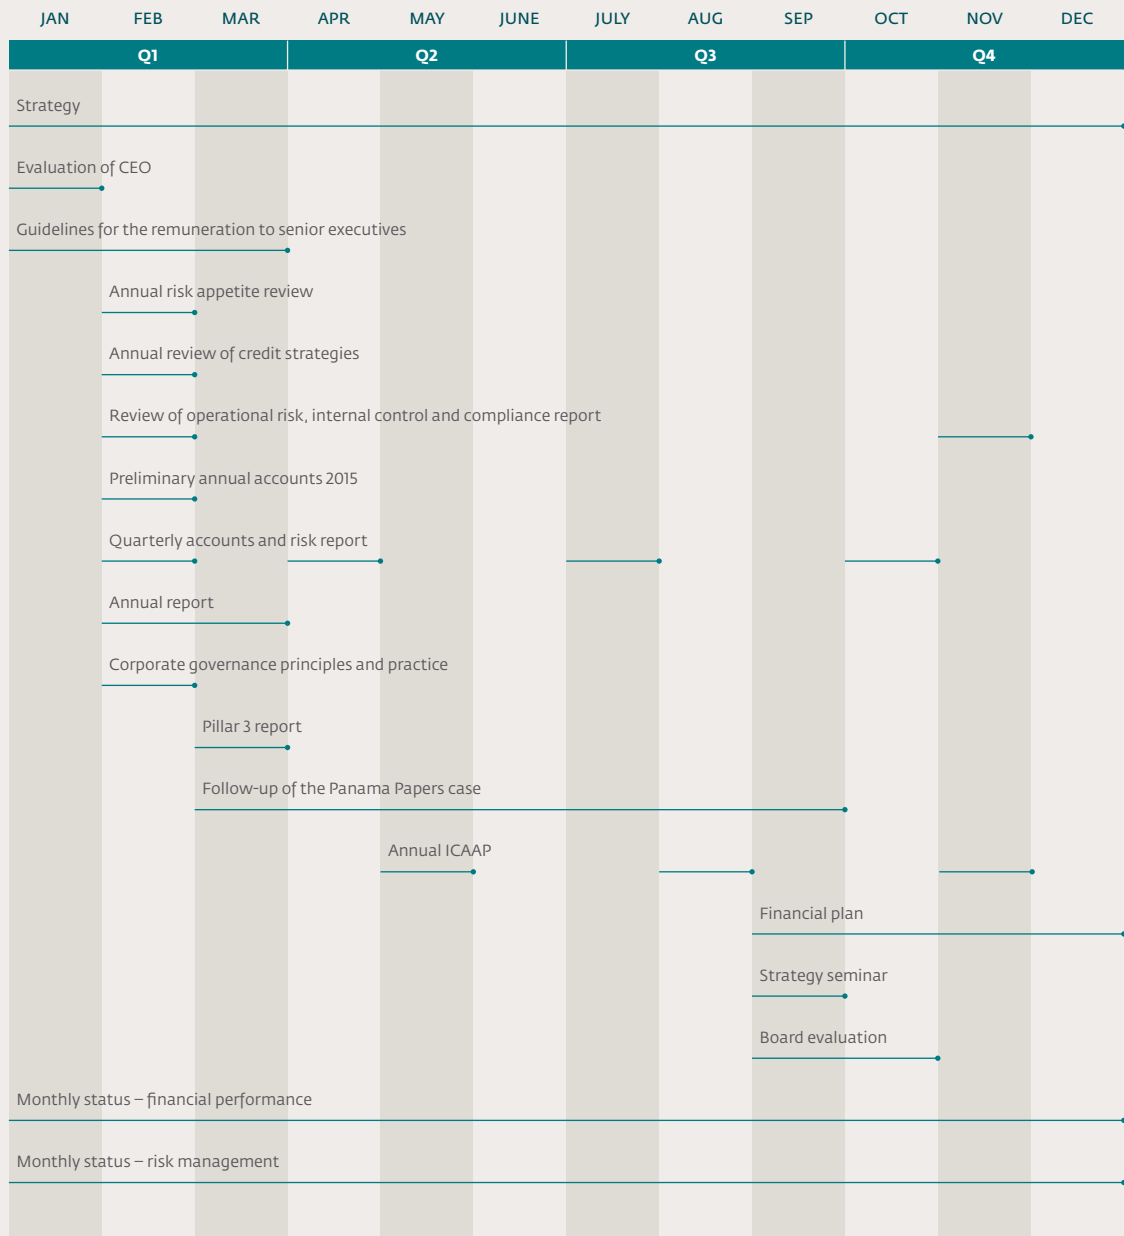 JAN FEB MAR APR MAY JUNE JULY AUG SEP OCT NOV DEC
Q1 Q2 Q3 Q4
Strategy
Evaluation of CEO
Guidelines for the remuneration to senior executives
Annual risk appetite review
Annual review of credit strategies
Review of operational risk, internal control and compliance report
Preliminary annual accounts 2015
Quarterly accounts and risk report
Annual report
Corporate governance principles and practice
Pillar 3 report
Follow-up of the Panama Papers case
Annual ICAAP
Financial plan
Strategy seminar
Board evaluation
Monthly status – financial performance
Monthly status – risk management